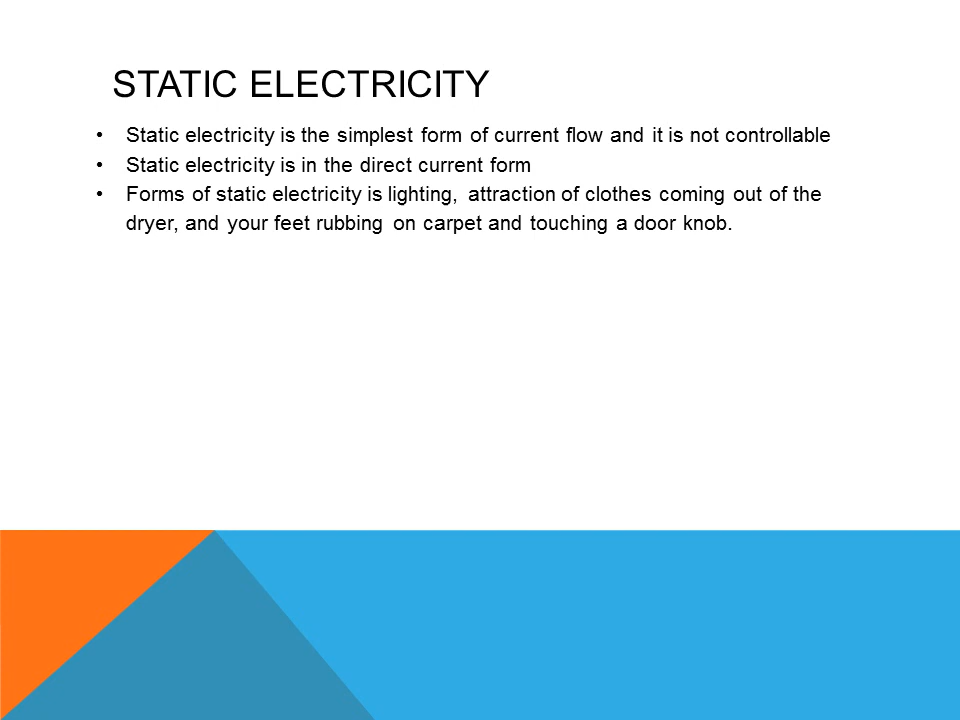 STATIC ELECTRICITY
• Static electricity is the simplest form of current flow and it is not controllable
• Static electricity is in the direct current form
• Forms of static electricity is lighting, attraction of clothes coming out of the
dryer, and your feet rubbing on carpet and touching a door knob.